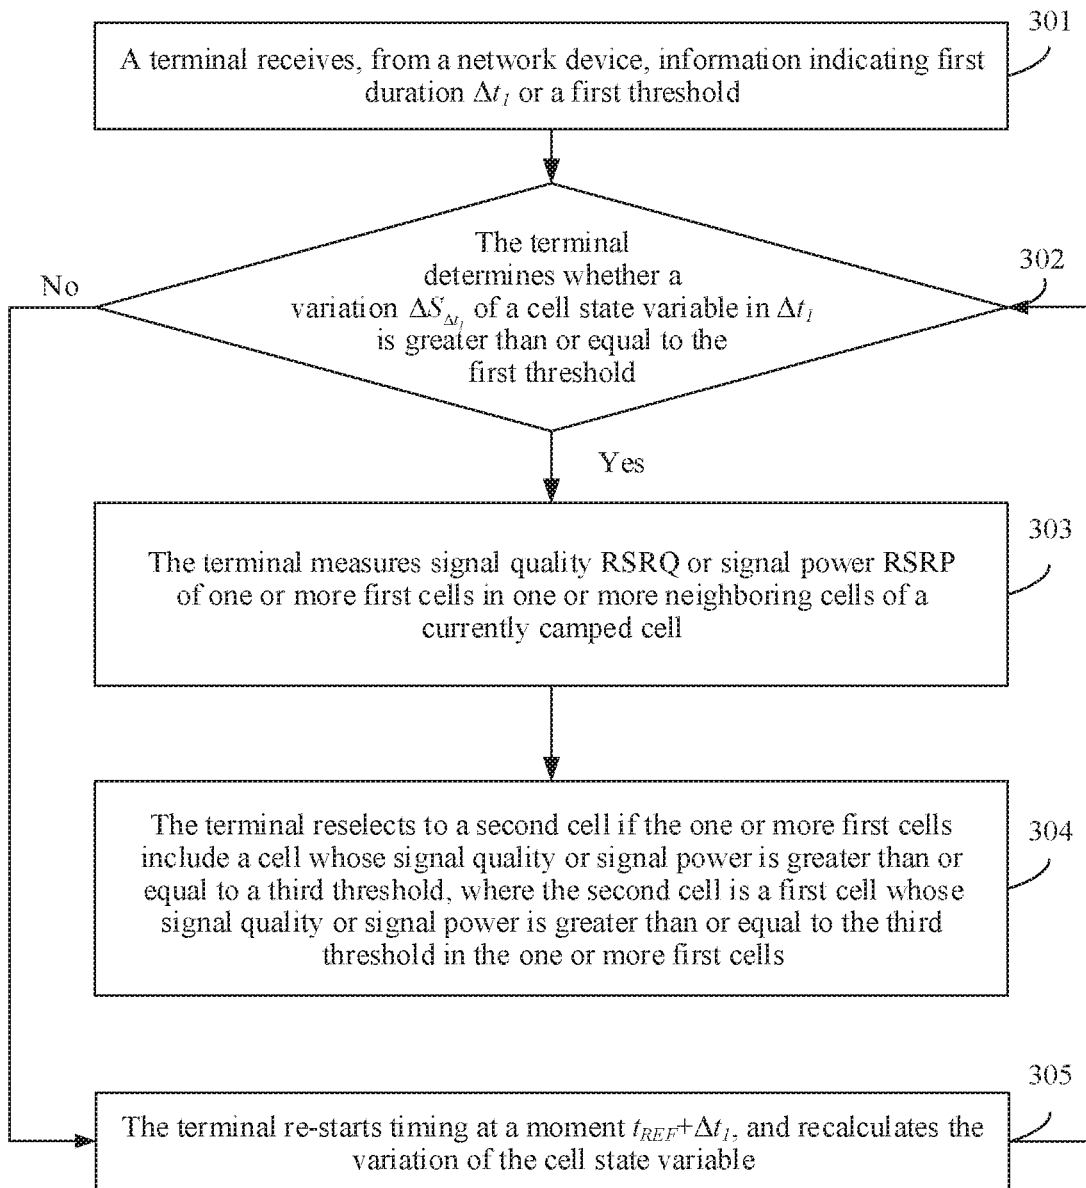 301
A terminal receives, from a network device, information indicating first
duration Δt₁ or a first threshold
The terminal
determines whether a
variation ΔS_Δt₁ of a cell state variable in Δt₁
is greater than or equal to the
first threshold
302
No
Yes
303
The terminal measures signal quality RSRQ or signal power RSRP
of one or more first cells in one or more neighboring cells of a
currently camped cell
304
The terminal reselects to a second cell if the one or more first cells
include a cell whose signal quality or signal power is greater than or
equal to a third threshold, where the second cell is a first cell whose
signal quality or signal power is greater than or equal to the third
threshold in the one or more first cells
305
The terminal re-starts timing at a moment t_REF+Δt₁, and recalculates the
variation of the cell state variable